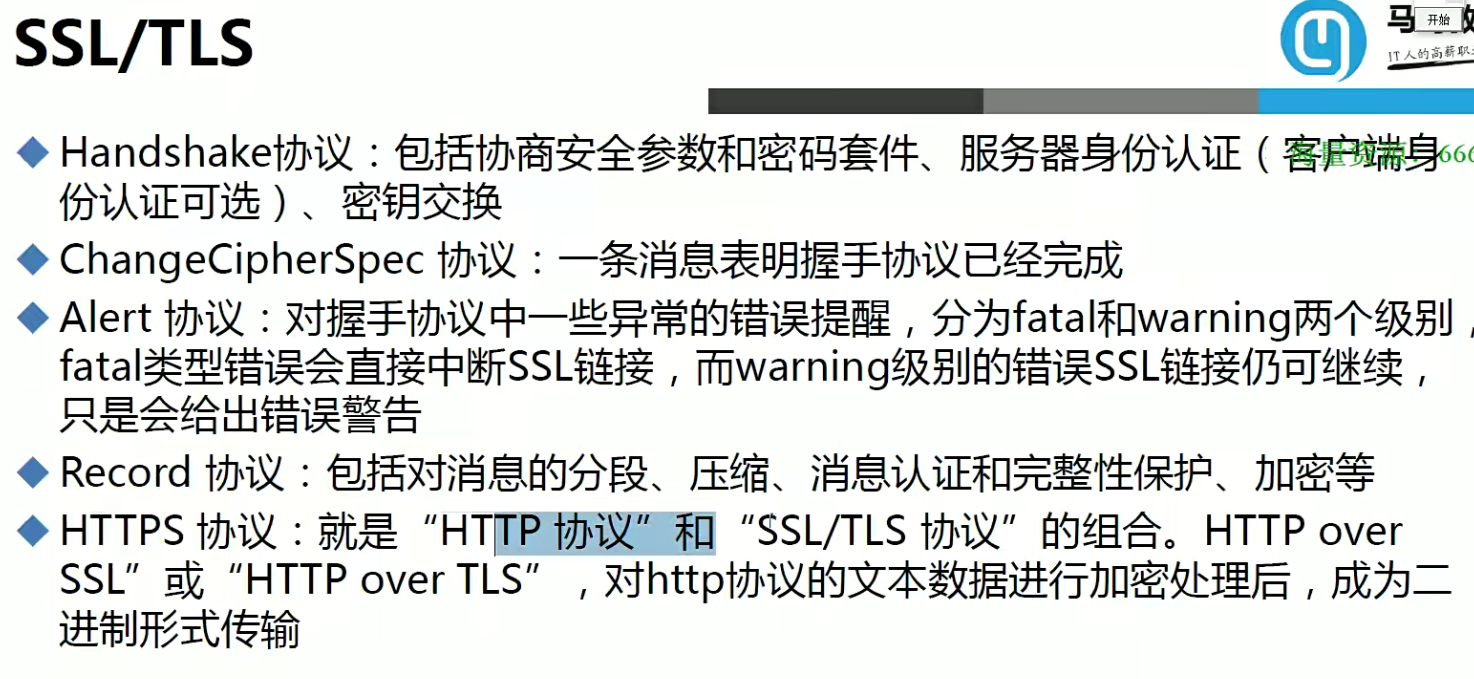 SSL/TLS
马
开始
IT人的高薪职
Handshake协议：包括协商安全参数和密码套件、服务器身份认证（客户端身
海量资源：666
份认证可选）、密钥交换
ChangeCipherSpec 协议：一条消息表明握手协议已经完成
Alert 协议：对握手协议中一些异常的错误提醒，分为fatal和warning两个级别，
fatal类型错误会直接中断SSL链接，而warning级别的错误SSL链接仍可继续，
只是会给出错误警告
Record 协议：包括对消息的分段、压缩、消息认证和完整性保护、加密等
HTTPS 协议：就是“HTTP 协议”和“SSL/TLS 协议”的组合。HTTP over
SSL”或“HTTP over TLS”，对http协议的文本数据进行加密处理后，成为二
进制形式传输